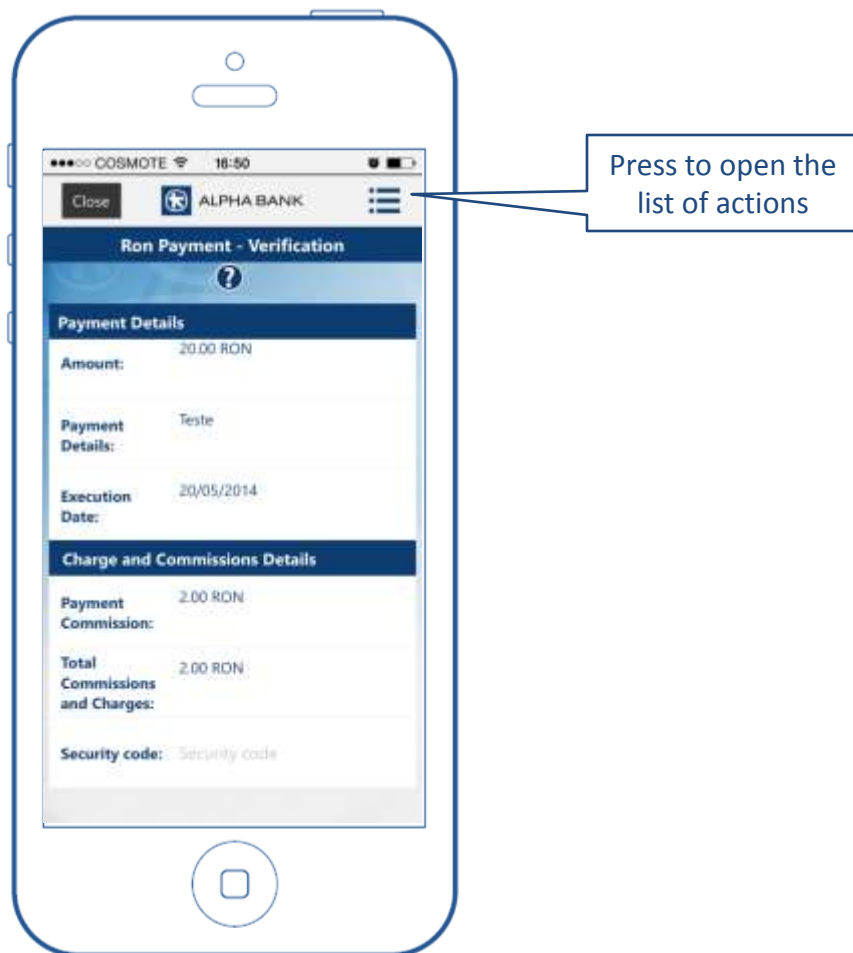 COSMOTE 16:50
Close ALPHA BANK
Press to open the
list of actions
Ron Payment - Verification
?
Payment Details
Amount: 20.00 RON
Payment Teste
Details:
Execution 20/05/2014
Date:
Charge and Commissions Details
Payment 2.00 RON
Commission:
Total
Commissions 2.00 RON
and Charges:
Security code: Security code